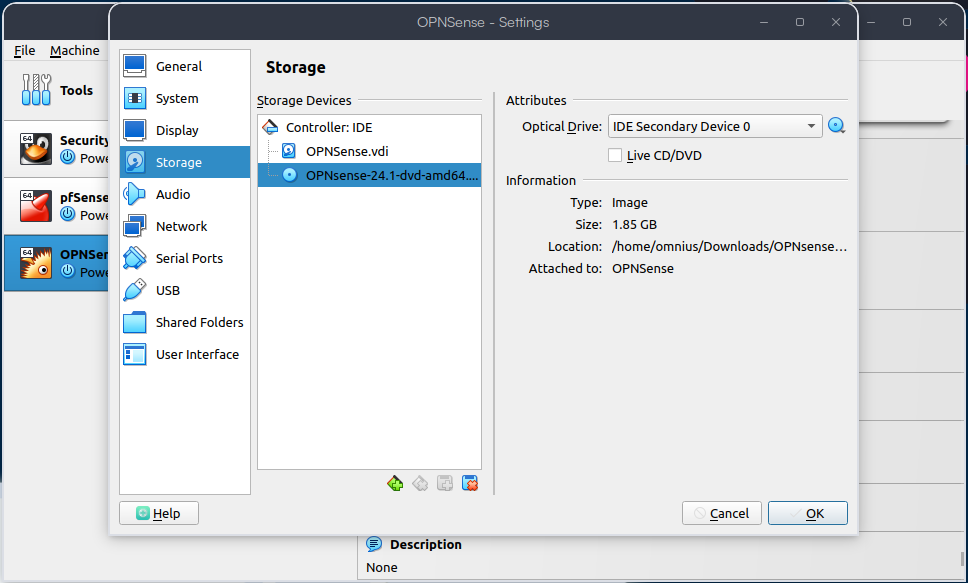 OPNSense - Settings
File Machine
Tools
64
Security
Powe
64
pfSense
Powe
64
OPNSen
Powe
General
System
Display
Storage
Audio
Network
Serial Ports
USB
Shared Folders
User Interface
Storage
Storage Devices
Controller: IDE
OPNSense.vdi
OPNsense-24.1-dvd-amd64....
Attributes
Optical Drive: IDE Secondary Device 0
Live CD/DVD
Information
Type: Image
Size: 1.85 GB
Location: /home/omnius/Downloads/OPNsense...
Attached to: OPNSense
Help
Cancel
OK
Description
None